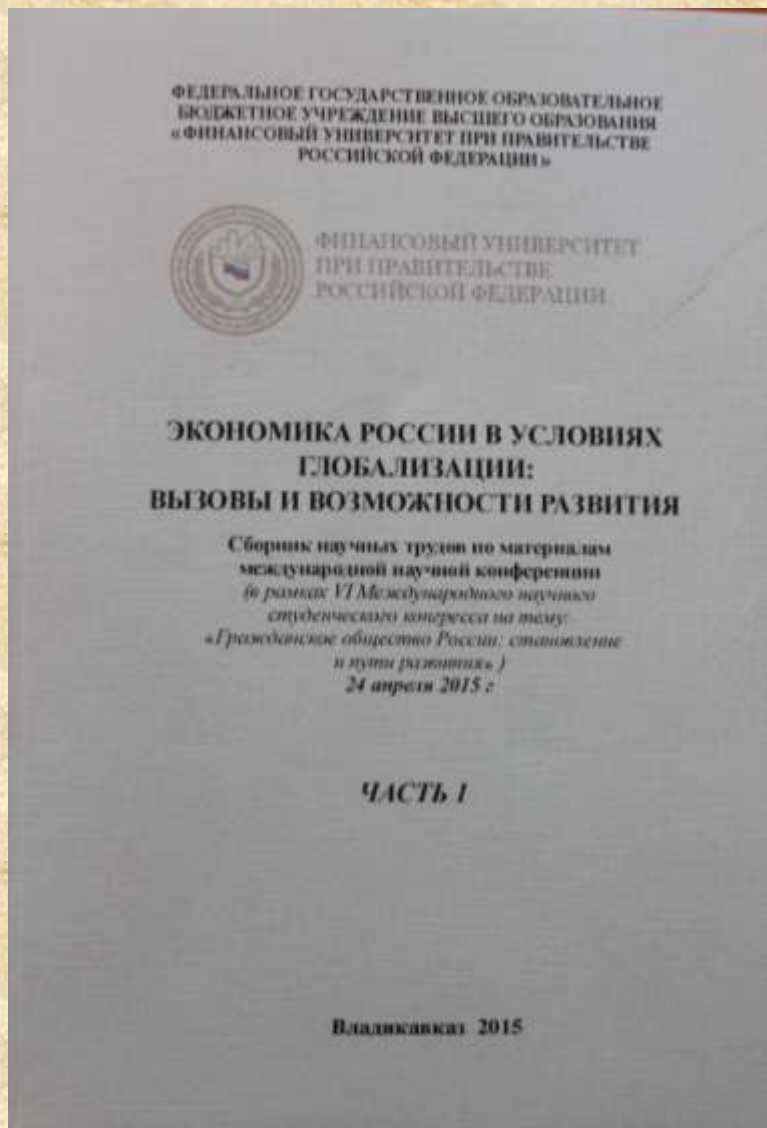 ФЕДЕРАЛЬНОЕ ГОСУДАРСТВЕННОЕ ОБРАЗОВАТЕЛЬНОЕ
БЮДЖЕТНОЕ УЧРЕЖДЕНИЕ ВЫСШЕГО ОБРАЗОВАНИЯ
«ФИНАНСОВЫЙ УНИВЕРСИТЕТ ПРИ ПРАВИТЕЛЬСТВЕ
РОССИЙСКОЙ ФЕДЕРАЦИИ»
ФИНАНСОВЫЙ УНИВЕРСИТЕТ
ПРИ ПРАВИТЕЛЬСТВЕ
РОССИЙСКОЙ ФЕДЕРАЦИИ
ЭКОНОМИКА РОССИИ В УСЛОВИЯХ
ГЛОБАЛИЗАЦИИ:
ВЫЗОВЫ И ВОЗМОЖНОСТИ РАЗВИТИЯ
Сборник научных трудов по материалам
международной научной конференции
(в рамках VI Международного научного
студенческого конгресса на тему:
«Гражданское общество России: становление
и пути развития» )
24 апреля 2015 г
ЧАСТЬ 1
Владикавказ 2015